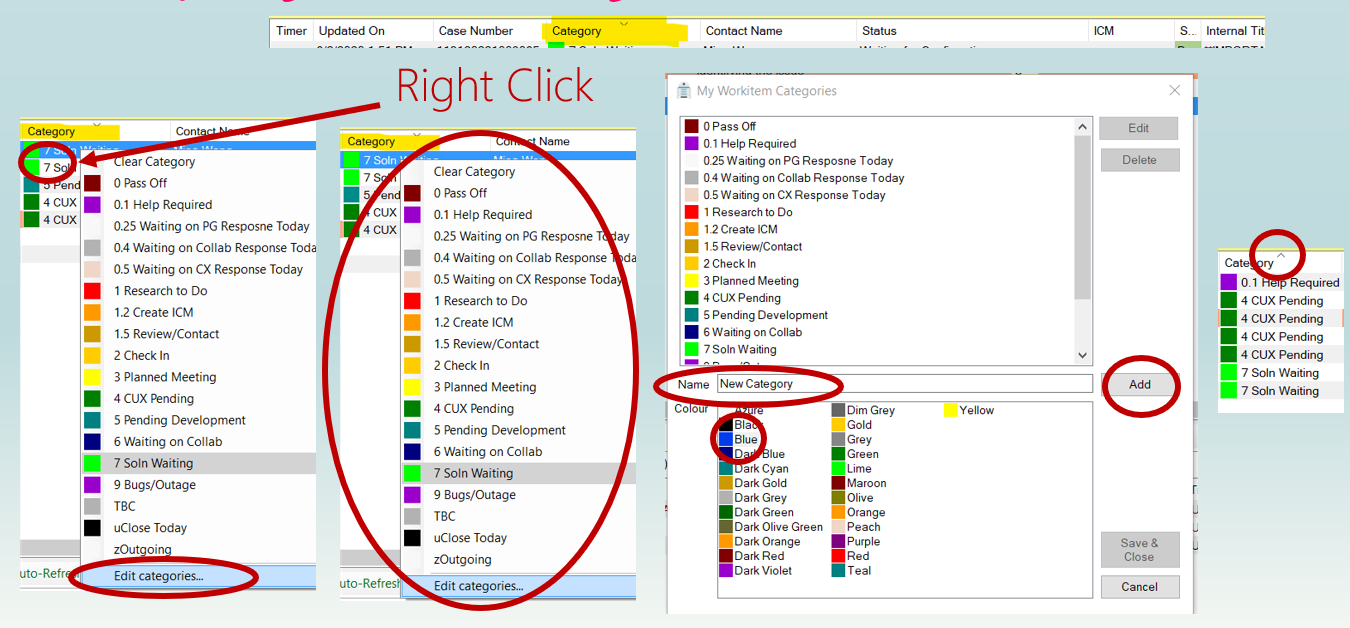 Timer Updated On Case Number Category Contact Name Status ICM S... Internal Tit
Right Click
Category Contact Name
7 Soln Waiting
7 Soln
5 Pend
4 CUX
4 CUX
Clear Category
0 Pass Off
0.1 Help Required
0.25 Waiting on PG Resposne Today
0.4 Waiting on Collab Response Toda
0.5 Waiting on CX Response Today
1 Research to Do
1.2 Create ICM
1.5 Review/Contact
2 Check In
3 Planned Meeting
4 CUX Pending
5 Pending Development
6 Waiting on Collab
7 Soln Waiting
9 Bugs/Outage
TBC
uClose Today
zOutgoing
Edit categories...
uto-Refres
Category Contact Name
7 Soln Waiting
7 Soln
5 Pend
4 CUX
4 CUX
Clear Category
0 Pass Off
0.1 Help Required
0.25 Waiting on PG Resposne Today
0.4 Waiting on Collab Response Toda
0.5 Waiting on CX Response Today
1 Research to Do
1.2 Create ICM
1.5 Review/Contact
2 Check In
3 Planned Meeting
4 CUX Pending
5 Pending Development
6 Waiting on Collab
7 Soln Waiting
9 Bugs/Outage
TBC
uClose Today
zOutgoing
Edit categories...
uto-Refresh
My Workitem Categories
0 Pass Off
0.1 Help Required
0.25 Waiting on PG Resposne Today
0.4 Waiting on Collab Response Today
0.5 Waiting on CX Response Today
1 Research to Do
1.2 Create ICM
1.5 Review/Contact
2 Check In
3 Planned Meeting
4 CUX Pending
5 Pending Development
6 Waiting on Collab
7 Soln Waiting
Edit
Delete
Name New Category
Add
Colour
Azure
Black
Blue
Dark Blue
Dark Cyan
Dark Gold
Dark Grey
Dark Green
Dark Olive Green
Dark Orange
Dark Red
Dark Violet
Dim Grey
Gold
Grey
Green
Lime
Maroon
Olive
Orange
Peach
Purple
Red
Teal
Yellow
Save &
Close
Cancel
Category
0.1 Help Required
4 CUX Pending
4 CUX Pending
4 CUX Pending
4 CUX Pending
7 Soln Waiting
7 Soln Waiting